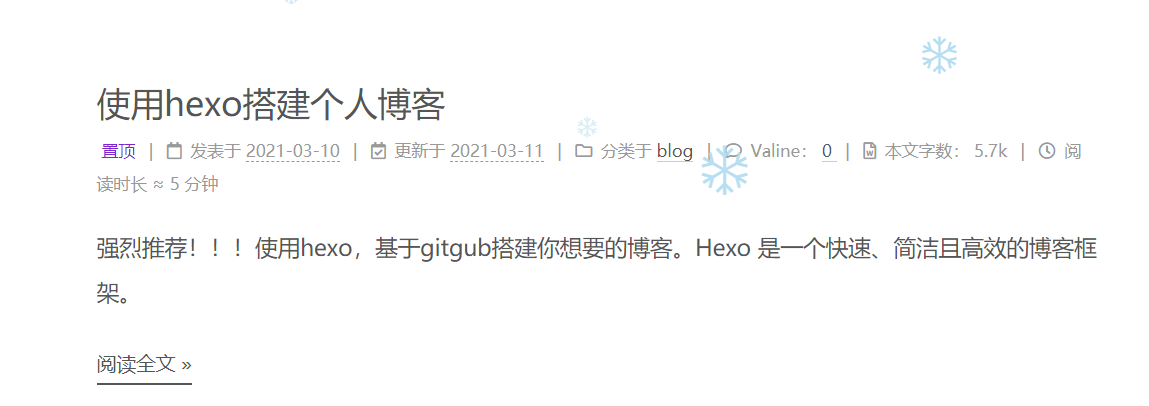 使用hexo搭建个人博客
置顶 | 发表于 2021-03-10 | 更新于 2021-03-11 | 分类于 blog | Valine： 0 | 本文字数： 5.7k | 阅
读时长 ≈ 5 分钟
强烈推荐！！！使用hexo，基于gitgub搭建你想要的博客。Hexo 是一个快速、简洁且高效的博客框
架。
阅读全文 »